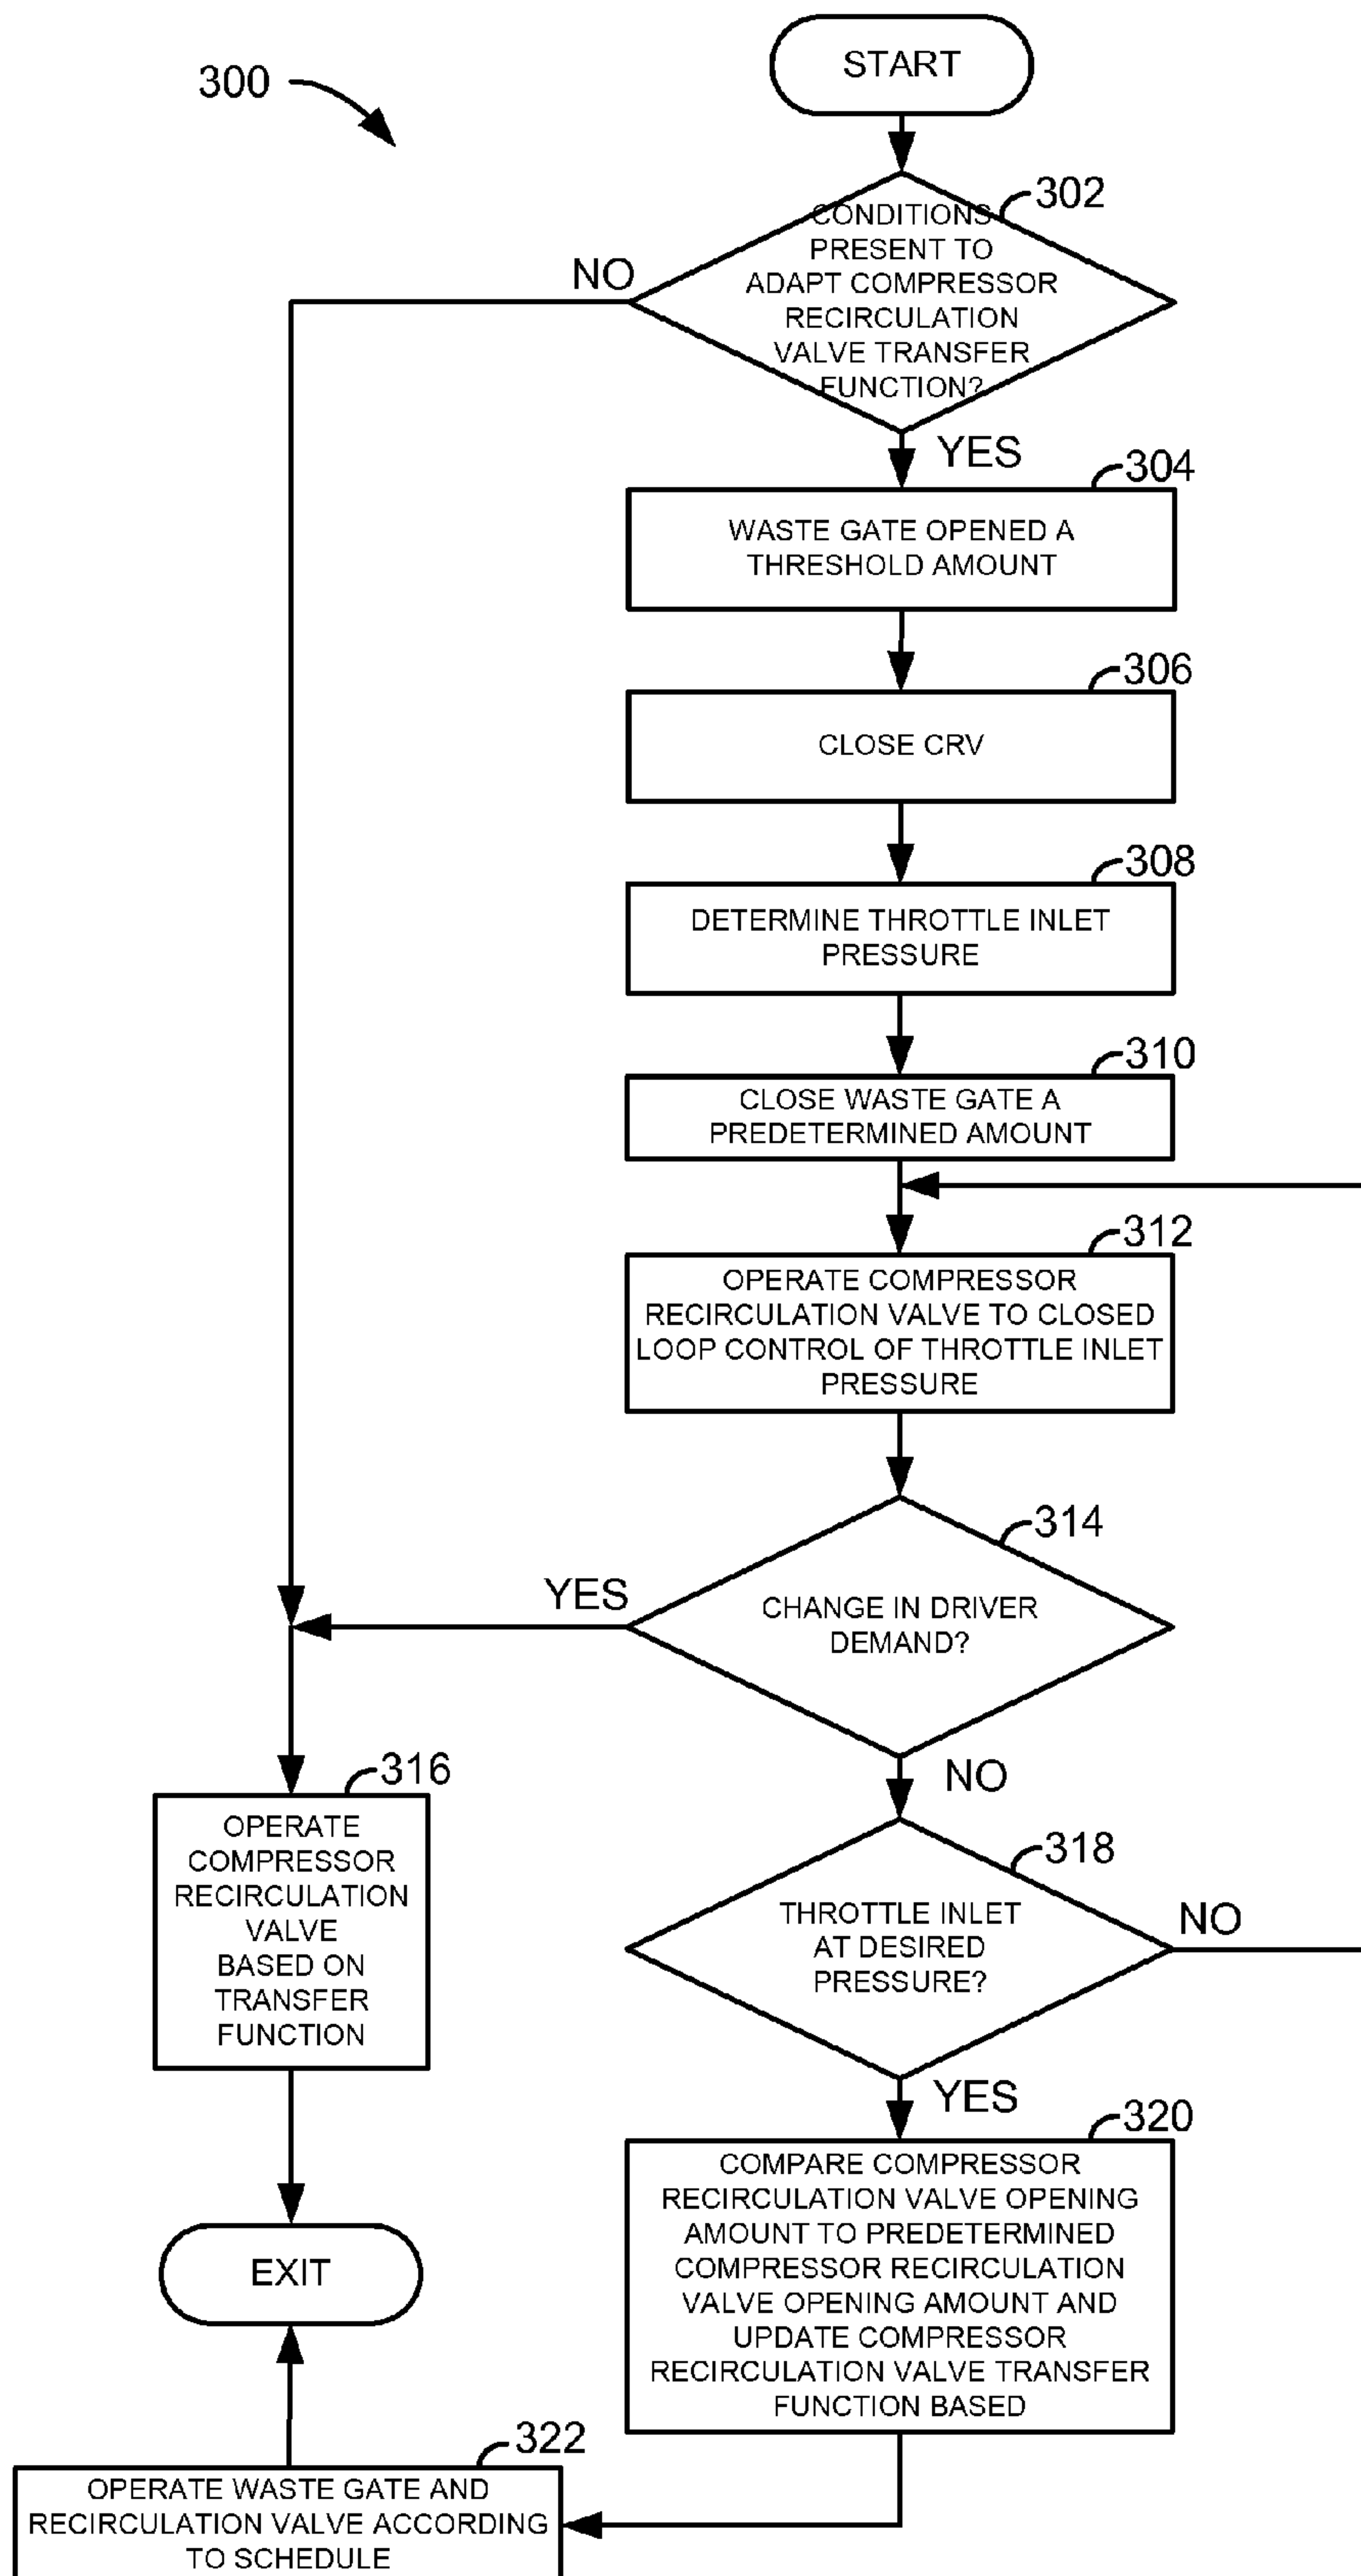 START
300
302
CONDITIONS
PRESENT TO
ADAPT COMPRESSOR
RECIRCULATION
VALVE TRANSFER
FUNCTION?
NO
YES
304
WASTE GATE OPENED A
THRESHOLD AMOUNT
306
CLOSE CRV
308
DETERMINE THROTTLE INLET
PRESSURE
310
CLOSE WASTE GATE A
PREDETERMINED AMOUNT
312
OPERATE COMPRESSOR
RECIRCULATION VALVE TO CLOSED
LOOP CONTROL OF THROTTLE INLET
PRESSURE
314
CHANGE IN DRIVER
DEMAND?
YES
NO
316
OPERATE
COMPRESSOR
RECIRCULATION
VALVE
BASED ON
TRANSFER
FUNCTION
318
THROTTLE INLET
AT DESIRED
PRESSURE?
NO
YES
320
COMPARE COMPRESSOR
RECIRCULATION VALVE OPENING
AMOUNT TO PREDETERMINED
COMPRESSOR RECIRCULATION
VALVE OPENING AMOUNT AND
UPDATE COMPRESSOR
RECIRCULATION VALVE TRANSFER
FUNCTION BASED
EXIT
322
OPERATE WASTE GATE AND
RECIRCULATION VALVE ACCORDING
TO SCHEDULE